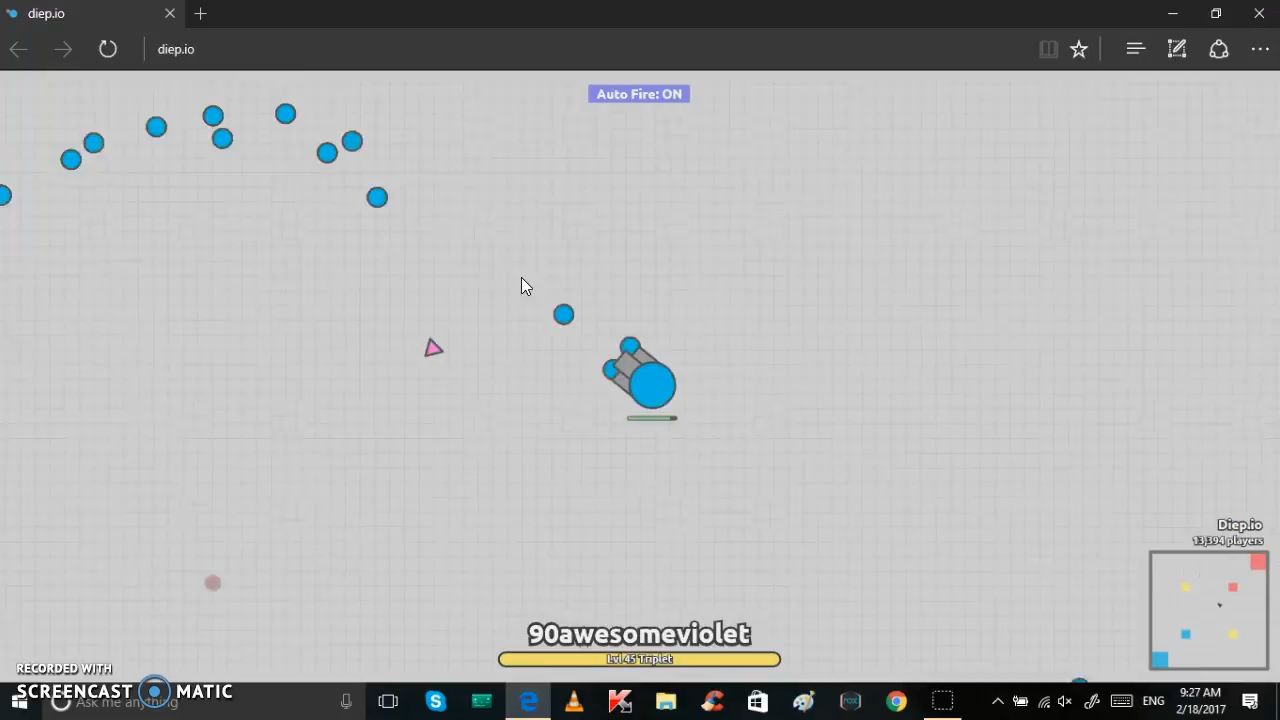 diep.io
diep.io
Auto Fire: ON
Diep.io
13,394 players
90awesomeviolet
Lvl 45 Triplet
RECORDED WITH
SCREENCAST MATIC
Ask me anything
ENG
9:27 AM
2/18/2017